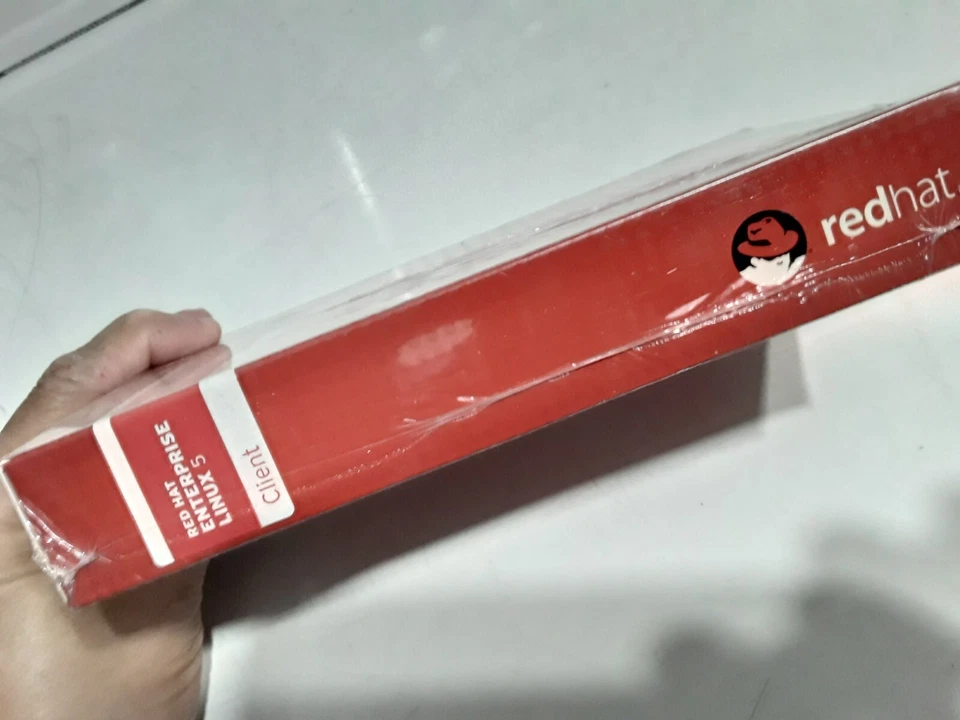 RED HAT
ENTERPRISE
LINUX 5
Client
redhat.